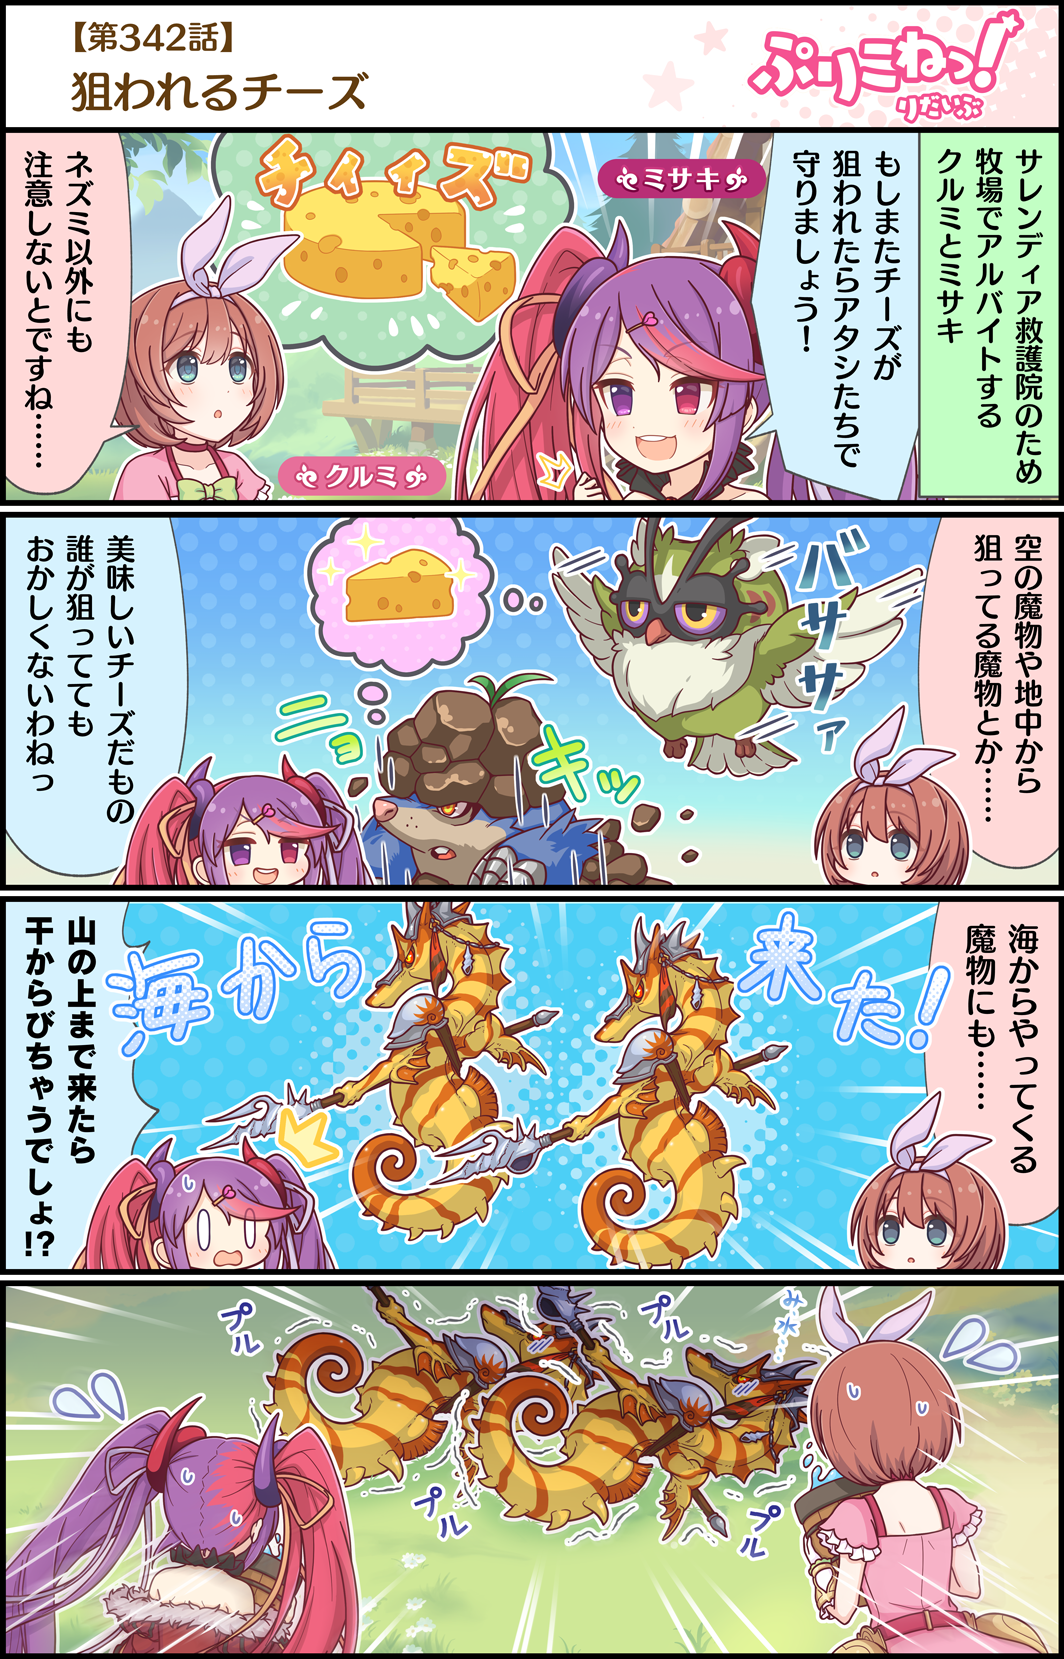 【第342話】
狙われるチーズ
ぷりこねっ!
りだいぶ
サレンディア救護院のため
牧場でアルバイトする
クルミとミサキ
ミサキ
もしまたチーズが
狙われたらアタシたちで
守りましょう!
チィィズ
クルミ
ネズミ以外にも
注意しないとですね……
空の魔物や地中から
狙ってる魔物とか……
バササァ
ニョキッ
美味しいチーズだもの
誰が狙ってても
おかしくないわねっ
海からやってくる
魔物にも……
海から来た!
山の上まで来たら
干からびちゃうでしょ!?
プル
プル
み水
プル
プル